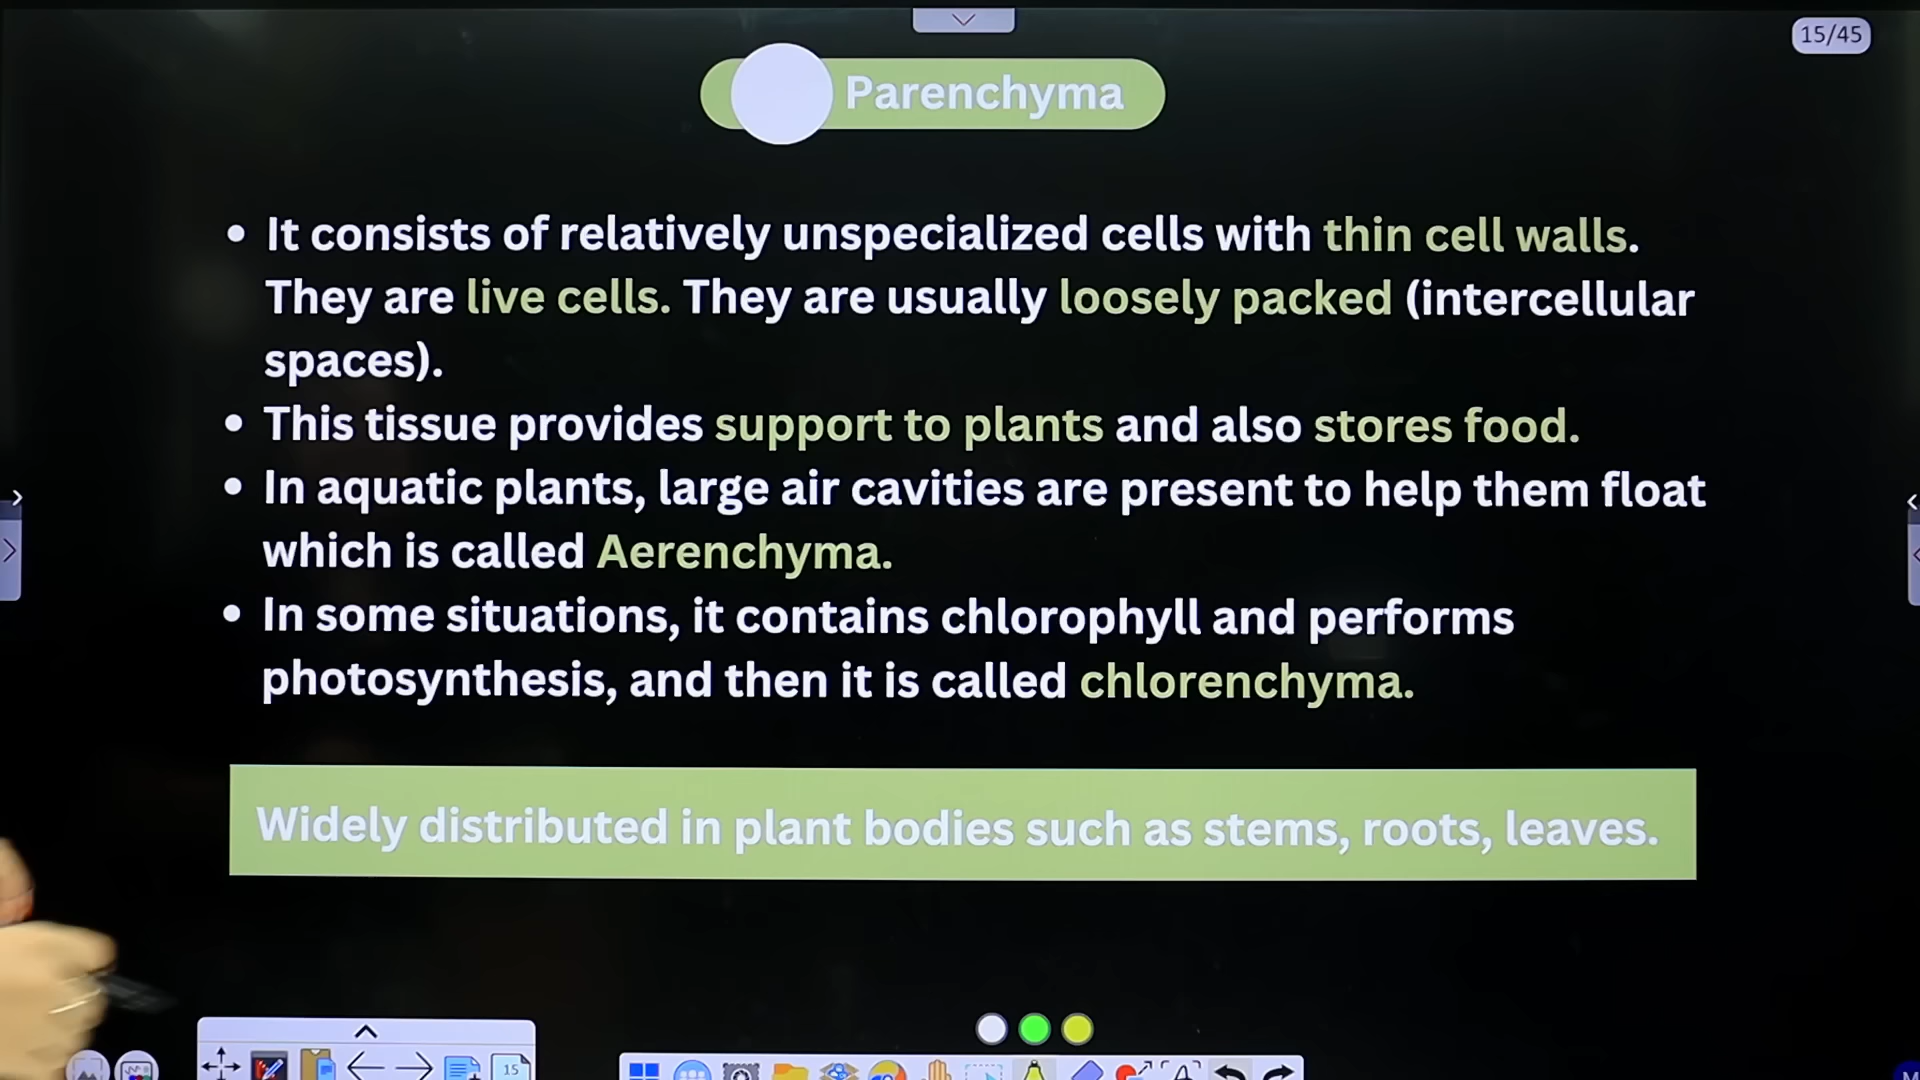 15/45
Parenchyma
• It consists of relatively unspecialized cells with thin cell walls.
They are live cells. They are usually loosely packed (intercellular
spaces).
• This tissue provides support to plants and also stores food.
• In aquatic plants, large air cavities are present to help them float
which is called Aerenchyma.
• In some situations, it contains chlorophyll and performs
photosynthesis, and then it is called chlorenchyma.
Widely distributed in plant bodies such as stems, roots, leaves.
15
M